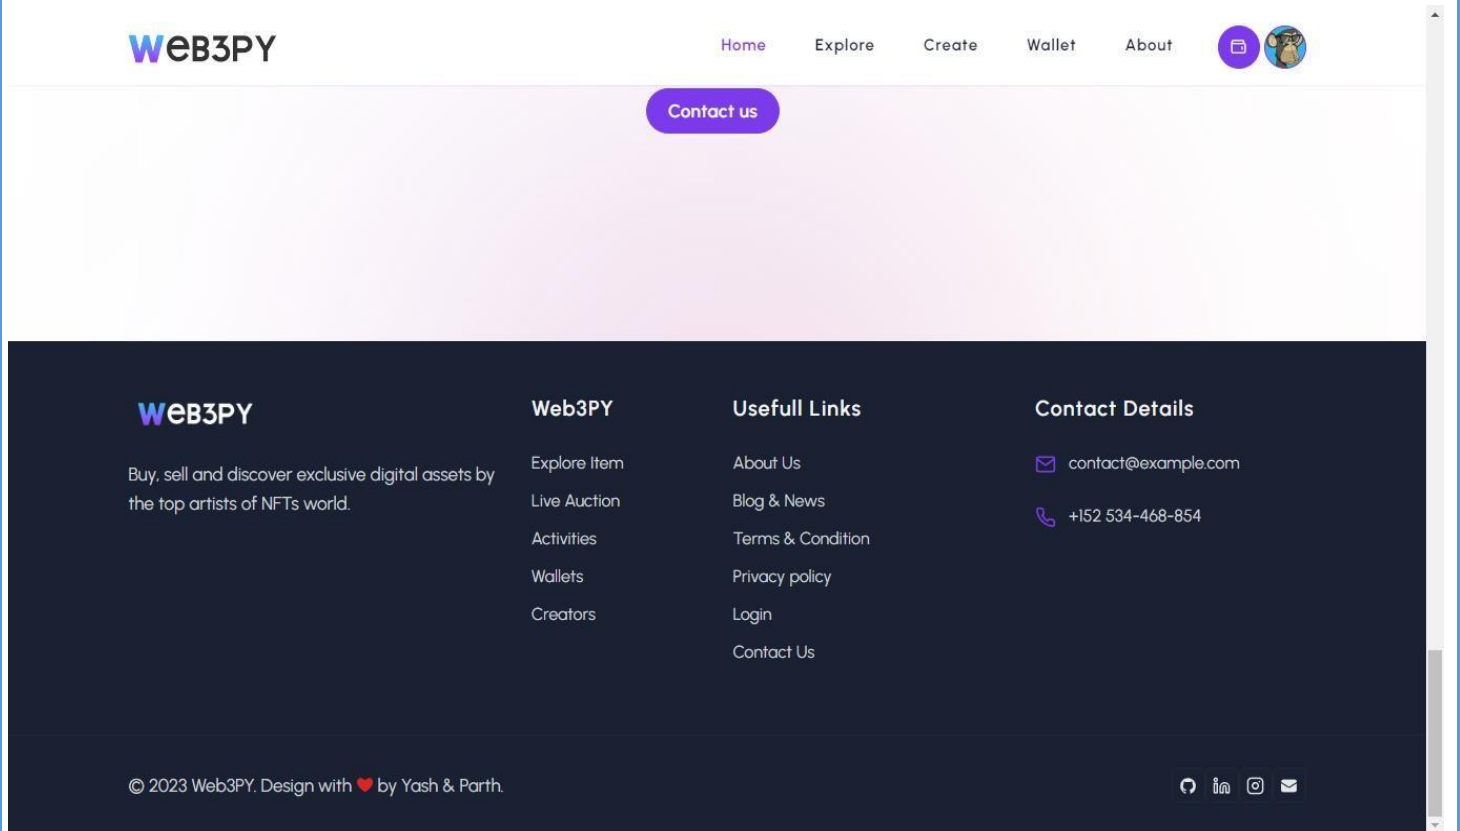 WEB3PY
Home Explore Create Wallet About
Contact us
WEB3PY
Buy, sell and discover exclusive digital assets by
the top artists of NFTs world.
Web3PY
Explore Item
Live Auction
Activities
Wallets
Creators
Usefull Links
About Us
Blog & News
Terms & Condition
Privacy policy
Login
Contact Us
Contact Details
contact@example.com
+152 534-468-854
© 2023 Web3PY. Design with ❤ by Yash & Parth.